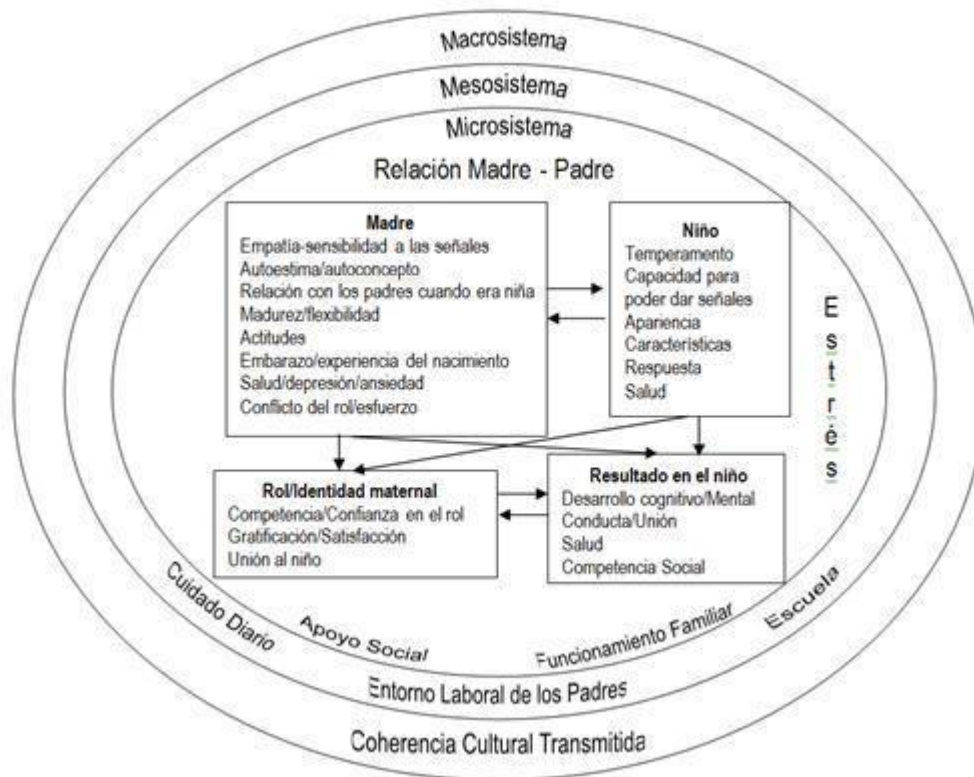 Macrosistema
Mesosistema
Microsistema
Relación Madre - Padre
Madre
Empatía-sensibilidad a las señales
Autoestima/autoconcepto
Relación con los padres cuando era niña
Madurez/flexibilidad
Actitudes
Embarazo/experiencia del nacimiento
Salud/depresión/ansiedad
Conflicto del rol/esfuerzo
Niño
Temperamento
Capacidad para
poder dar señales
Apariencia
Características
Respuesta
Salud
Estrés
Rol/Identidad maternal
Competencia/Confianza en el rol
Gratificación/Satisfacción
Unión al niño
Resultado en el niño
Desarrollo cognitivo/Mental
Conducta/Unión
Salud
Competencia Social
Cuidado Diario
Apoyo Social
Funcionamiento Familiar
Escuela
Entorno Laboral de los Padres
Coherencia Cultural Transmitida